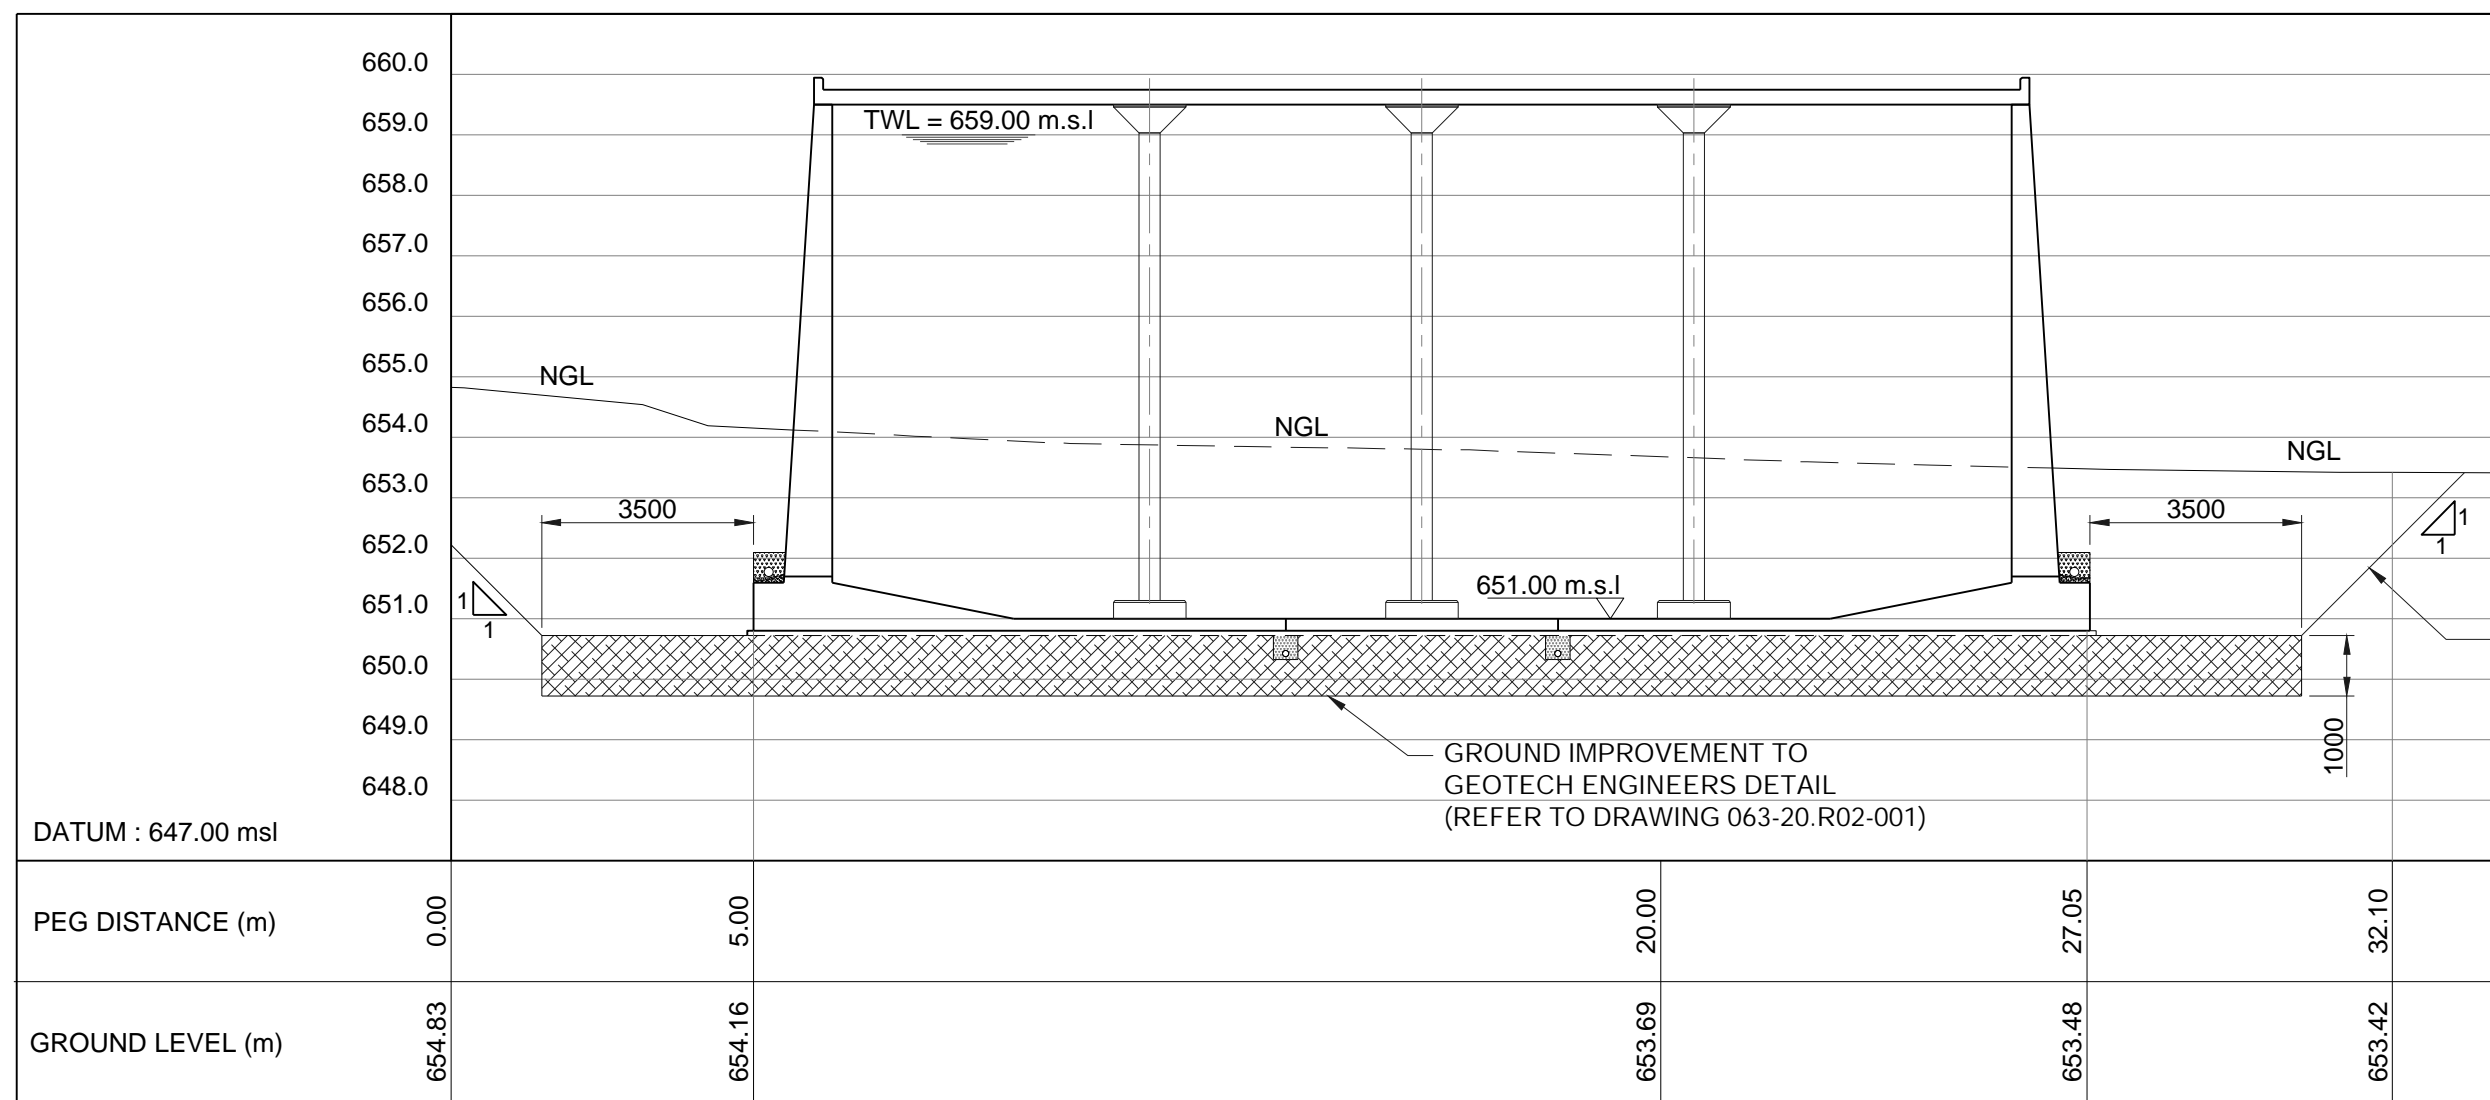 660.0
659.0
TWL = 659.00 m.s.l
658.0
657.0
656.0
655.0
NGL
654.0
NGL
NGL
653.0
3500
3500
652.0
1
1
651.00 m.s.l
651.0
1
1
650.0
649.0
1000
GROUND IMPROVEMENT TO
GEOTECH ENGINEERS DETAIL
(REFER TO DRAWING 063-20.R02-001)
648.0
DATUM : 647.00 msl
PEG DISTANCE (m) 0.00 5.00 20.00 27.05 32.10
GROUND LEVEL (m) 654.83 654.16 653.69 653.48 653.42